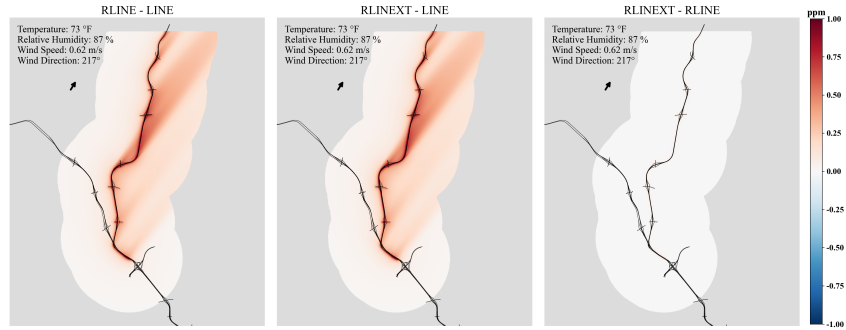 RLINE - LINE
Temperature: 73 °F
Relative Humidity: 87 %
Wind Speed: 0.62 m/s
Wind Direction: 217°
RLINEXT - LINE
Temperature: 73 °F
Relative Humidity: 87 %
Wind Speed: 0.62 m/s
Wind Direction: 217°
RLINEXT - RLINE
Temperature: 73 °F
Relative Humidity: 87 %
Wind Speed: 0.62 m/s
Wind Direction: 217°
ppm
1.00
0.75
0.50
0.25
0.00
-0.25
-0.50
-0.75
-1.00